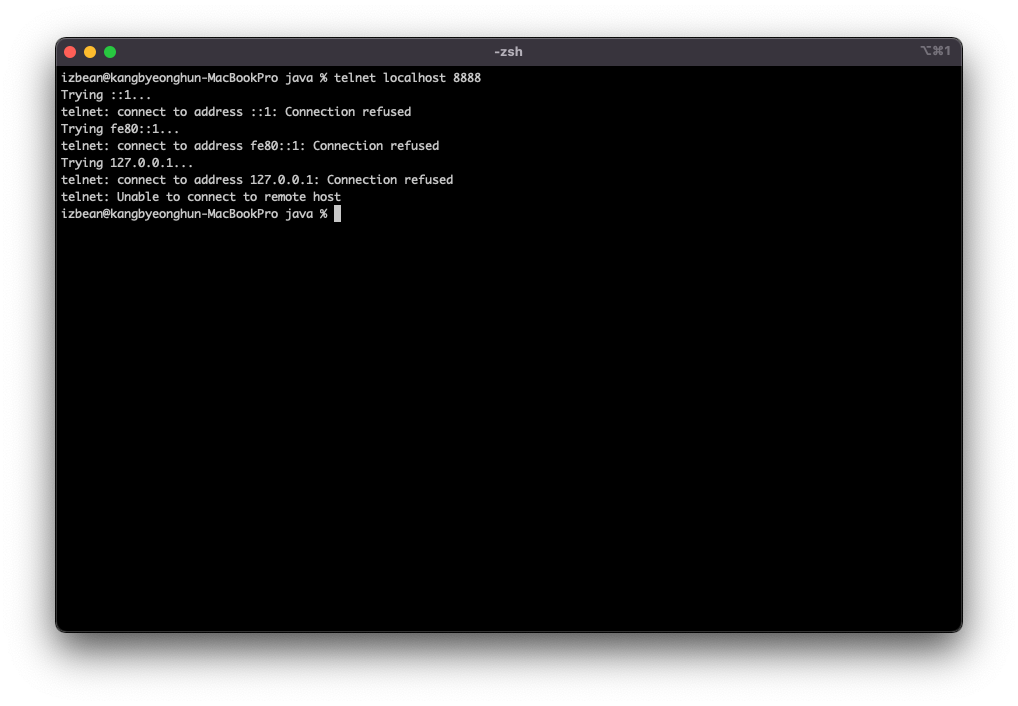 -zsh
⌥⌘1
izbean@kangbyeonghun-MacBookPro java % telnet localhost 8888
Trying ::1...
telnet: connect to address ::1: Connection refused
Trying fe80::1...
telnet: connect to address fe80::1: Connection refused
Trying 127.0.0.1...
telnet: connect to address 127.0.0.1: Connection refused
telnet: Unable to connect to remote host
izbean@kangbyeonghun-MacBookPro java %